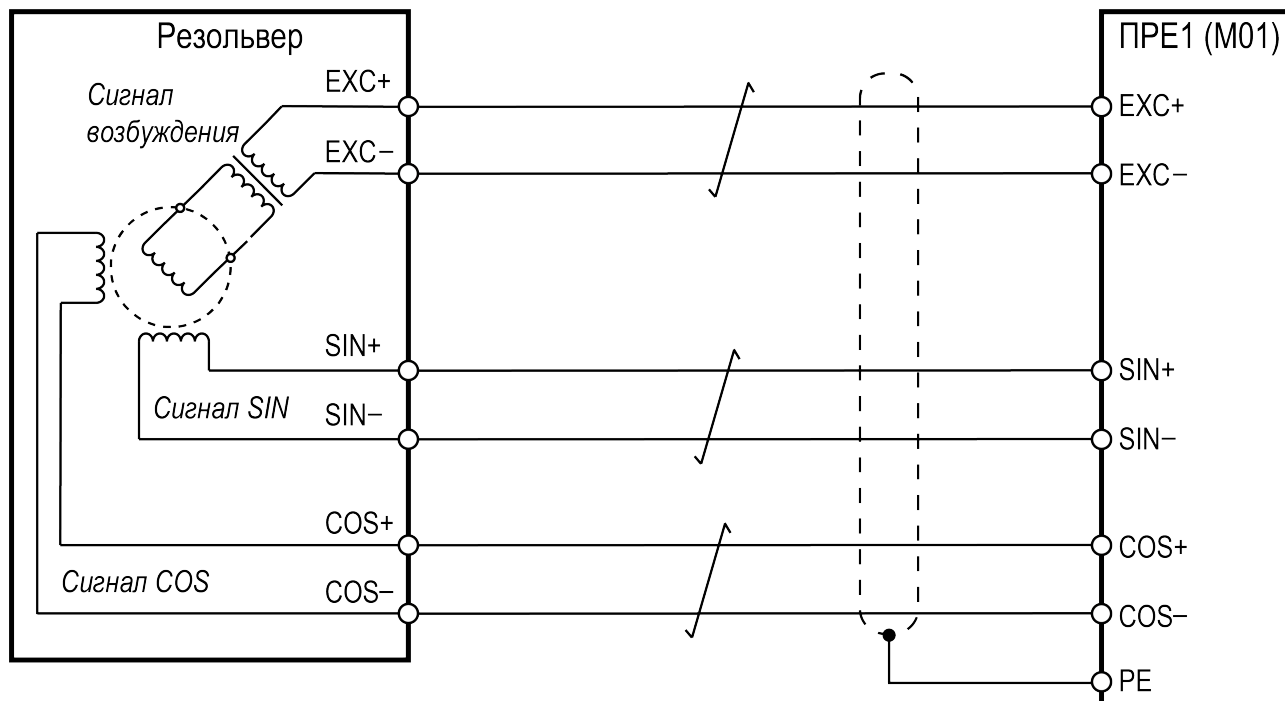 Резольвер
ПРЕ1 (М01)
Сигнал
возбуждения
EXC+
EXC+
EXC−
EXC−
SIN+
SIN+
Сигнал SIN
SIN−
SIN−
COS+
COS+
Сигнал COS
COS−
COS−
PE